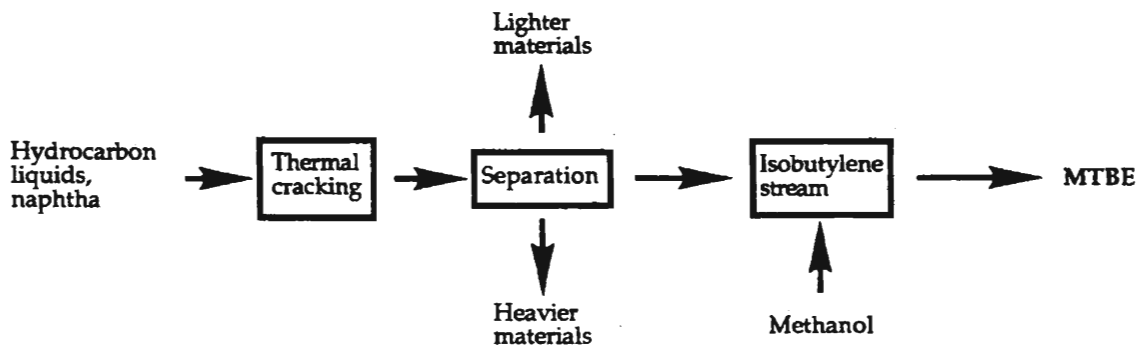 Lighter
materials
Hydrocarbon
liquids,
naphtha
Thermal
cracking
Separation
Isobutylene
stream
MTBE
Heavier
materials
Methanol